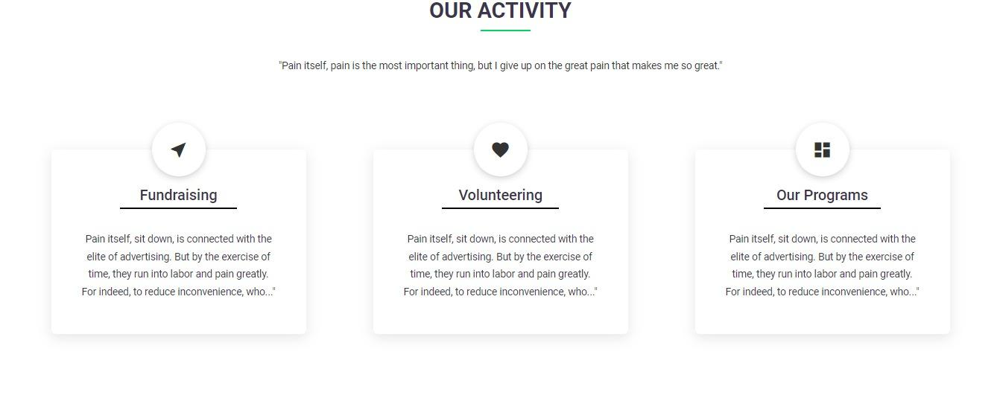 OUR ACTIVITY
"Pain itself, pain is the most important thing, but I give up on the great pain that makes me so great."
Fundraising
Pain itself, sit down, is connected with the
elite of advertising. But by the exercise of
time, they run into labor and pain greatly.
For indeed, to reduce inconvenience, who..."
Volunteering
Pain itself, sit down, is connected with the
elite of advertising. But by the exercise of
time, they run into labor and pain greatly.
For indeed, to reduce inconvenience, who..."
Our Programs
Pain itself, sit down, is connected with the
elite of advertising. But by the exercise of
time, they run into labor and pain greatly.
For indeed, to reduce inconvenience, who..."